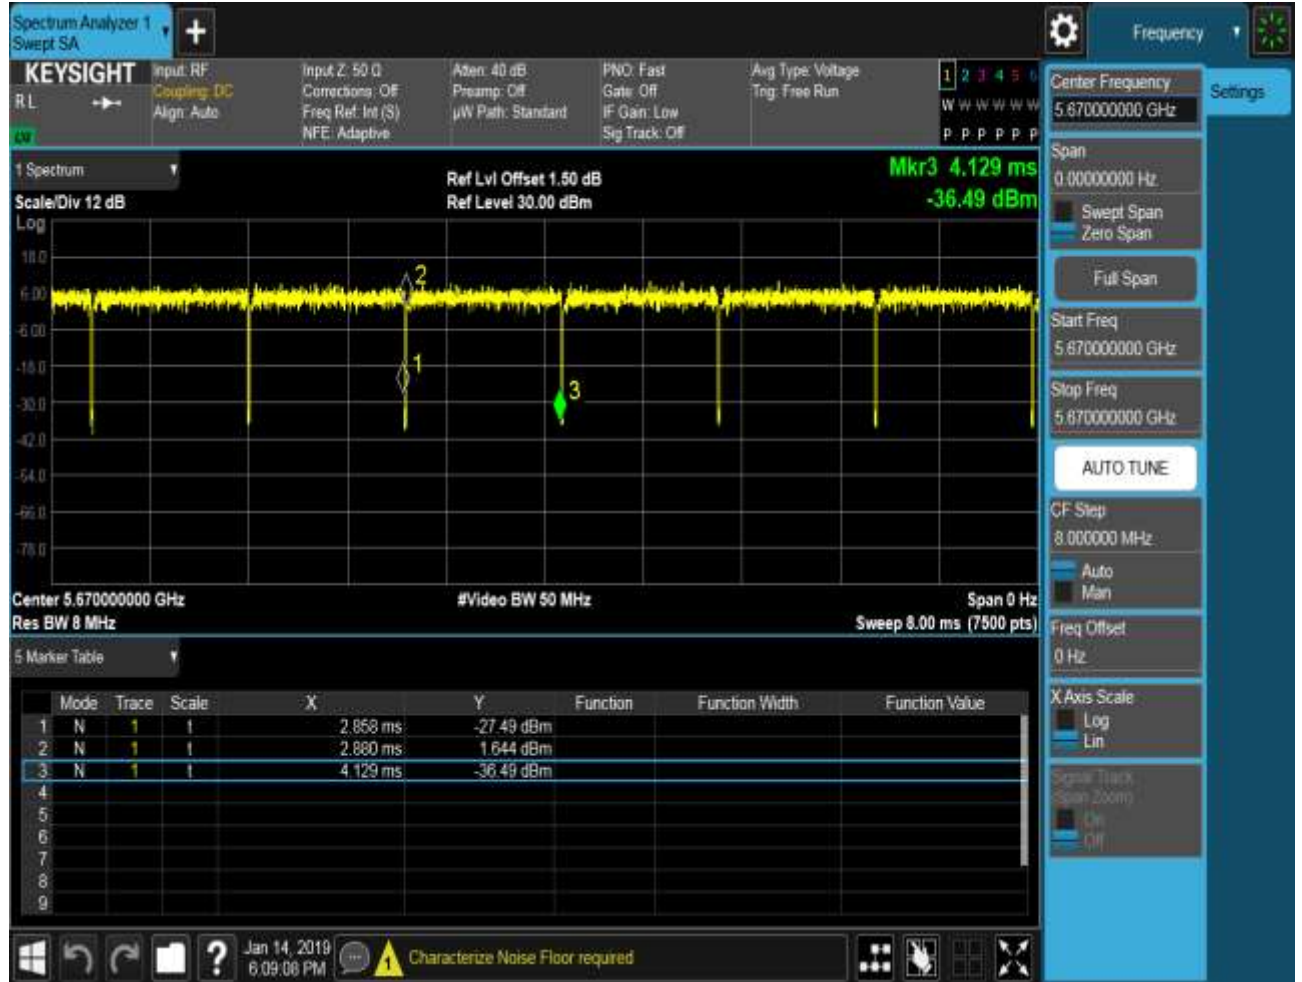 Spectrum Analyzer 1
Swept SA
+
Frequency
KEYSIGHT
RL
LXI
Input: RF
Coupling: DC
Align: Auto
Input Z: 50 Ω
Corrections: Off
Freq Ref: Int (S)
NFE: Adaptive
Atten: 40 dB
Preamp: Off
µW Path: Standard
PNO: Fast
Gate: Off
IF Gain: Low
Sig Track: Off
Avg Type: Voltage
Trig: Free Run
1 2 3 4 5 6
W W W W W W
P P P P P P
1 Spectrum
Scale/Div 12 dB
Ref Lvl Offset 1.50 dB
Ref Level 30.00 dBm
Mkr3 4.129 ms
-36.49 dBm
Log
18.0
6.00
-6.00
-18.0
-30.0
-42.0
-54.0
-66.0
-78.0
2
1
3
Center 5.670000000 GHz
#Video BW 50 MHz
Span 0 Hz
Res BW 8 MHz
Sweep 8.00 ms (7500 pts)
5 Marker Table
Mode Trace Scale X Y Function Function Width Function Value
1 N 1 t 2.858 ms -27.49 dBm
2 N 1 t 2.880 ms 1.644 dBm
3 N 1 t 4.129 ms -36.49 dBm
4
5
6
7
8
9
Jan 14, 2019
6:09:08 PM
?
1
Characterize Noise Floor required
Center Frequency
5.670000000 GHz
Settings
Span
0.00000000 Hz
Swept Span
Zero Span
Full Span
Start Freq
5.670000000 GHz
Stop Freq
5.670000000 GHz
AUTO TUNE
CF Step
8.000000 MHz
Auto
Man
Freq Offset
0 Hz
X Axis Scale
Log
Lin
Signal Track
(Span Zoom)
On
Off